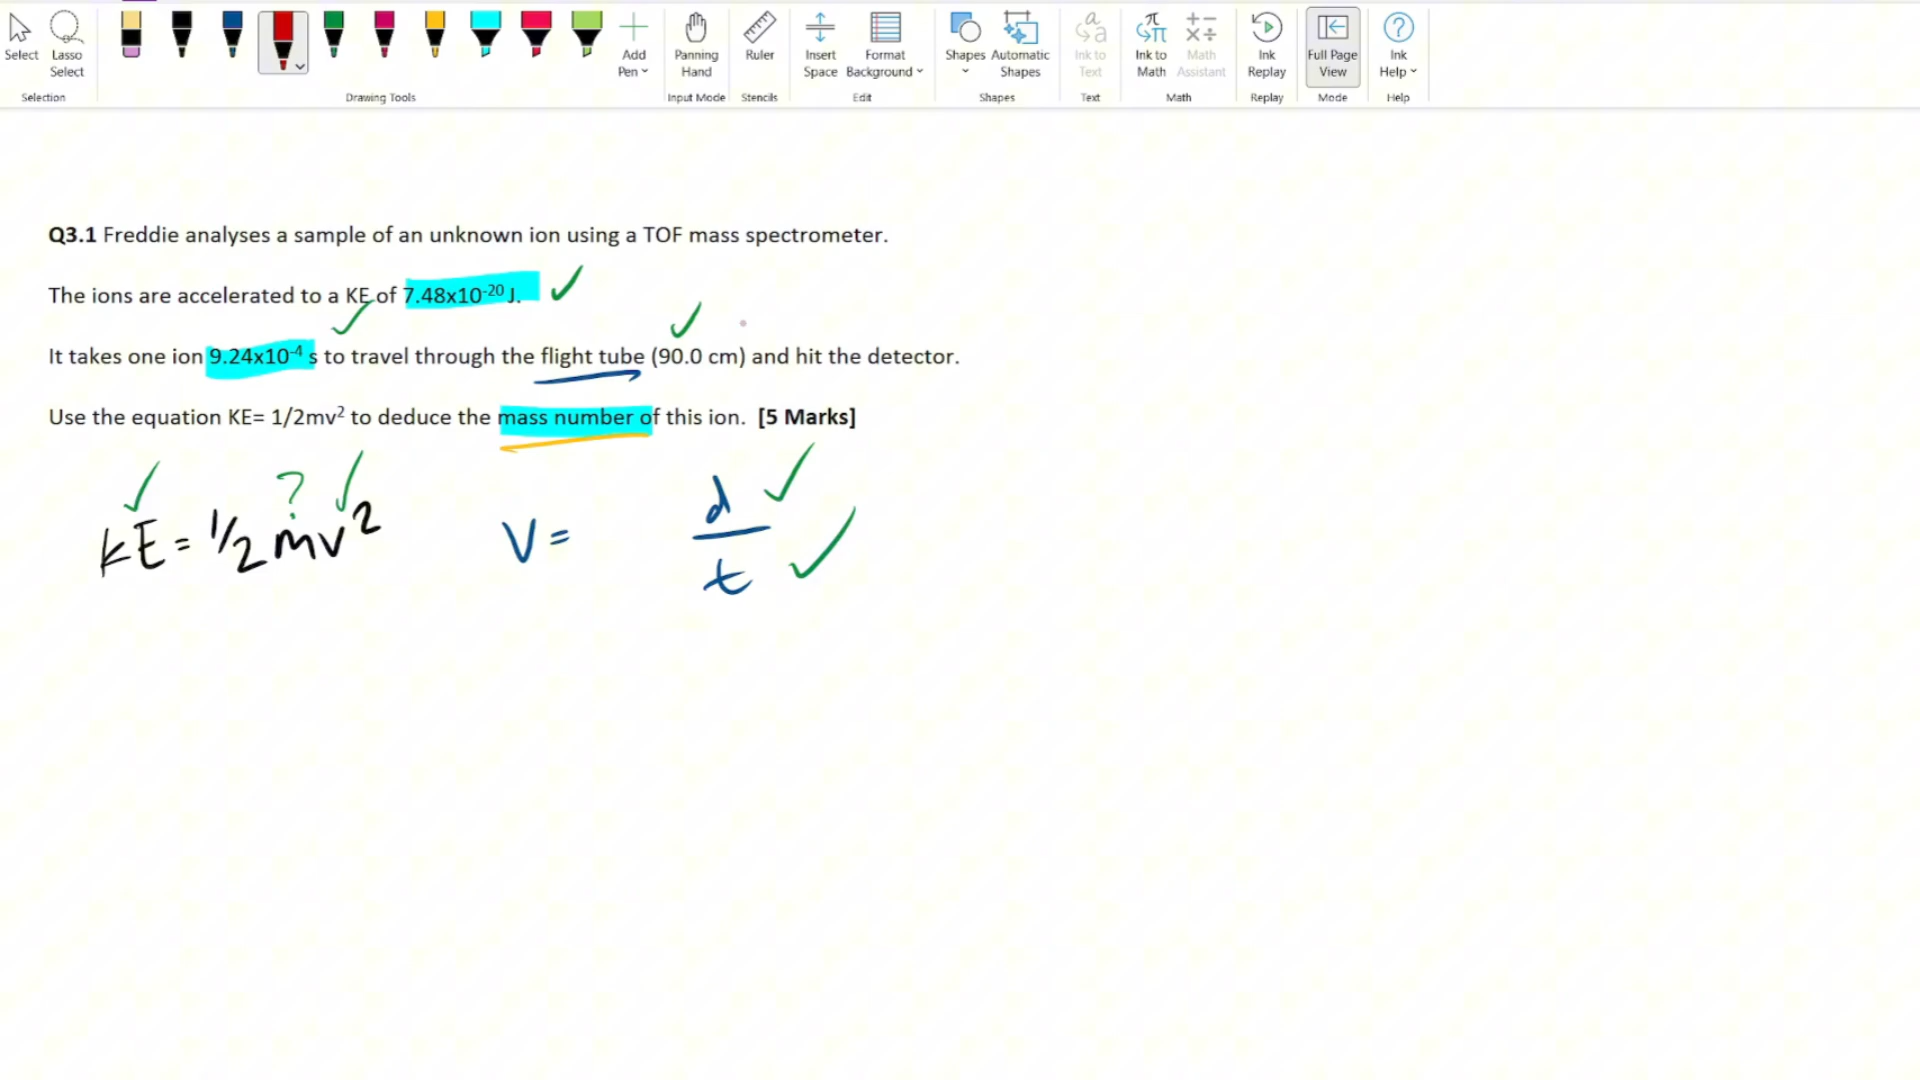 Select
Lasso Select
Add Pen
Panning Hand
Ruler
Insert Space
Format Background
Shapes
Automatic Shapes
Ink to Text
Ink to Math
Math Assistant
Ink Replay
Full Page View
Ink Help
Selection
Drawing Tools
Input Mode
Stencils
Edit
Shapes
Text
Math
Replay
Mode
Help
Q3.1 Freddie analyses a sample of an unknown ion using a TOF mass spectrometer.
The ions are accelerated to a KE of 7.48x10⁻²⁰ J.
It takes one ion 9.24x10⁻⁴ s to travel through the flight tube (90.0 cm) and hit the detector.
Use the equation KE= 1/2mv² to deduce the mass number of this ion. [5 Marks]
?
KE = 1/2 mv²
V = d/t